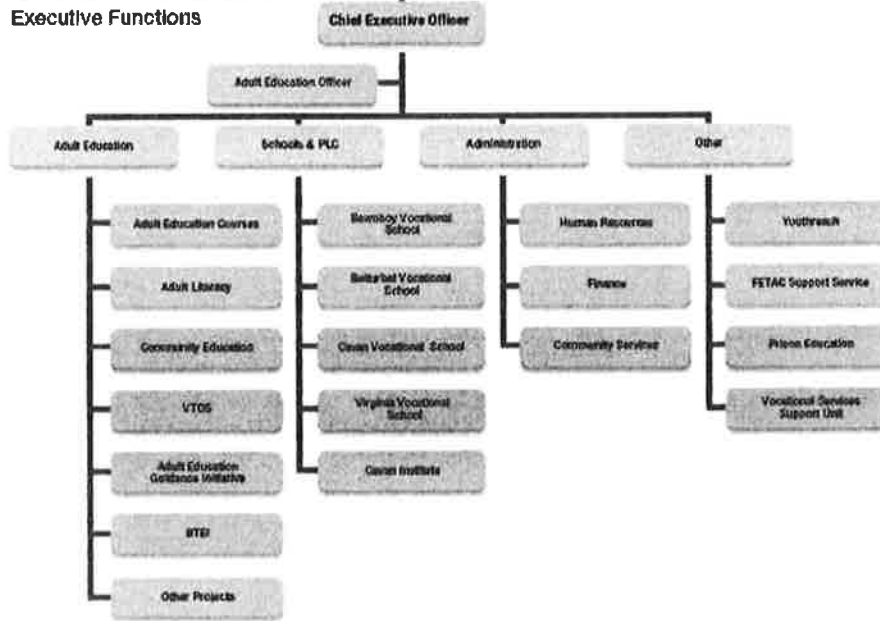 Executive Functions
Chief Executive Officer
Adult Education Officer
Adult Education
Schools & PLC
Administration
Other
Adult Education Courses
Adult Literacy
Community Education
VTOS
Adult Education
Guidance Initiative
BTEI
Other Projects
Bawnboy Vocational
School
Belturbet Vocational
School
Cavan Vocational School
Virginia Vocational
School
Cavan Institute
Human Resources
Finance
Community Services
Youthreach
FETAC Support Service
Prison Education
Vocational Services
Support Unit